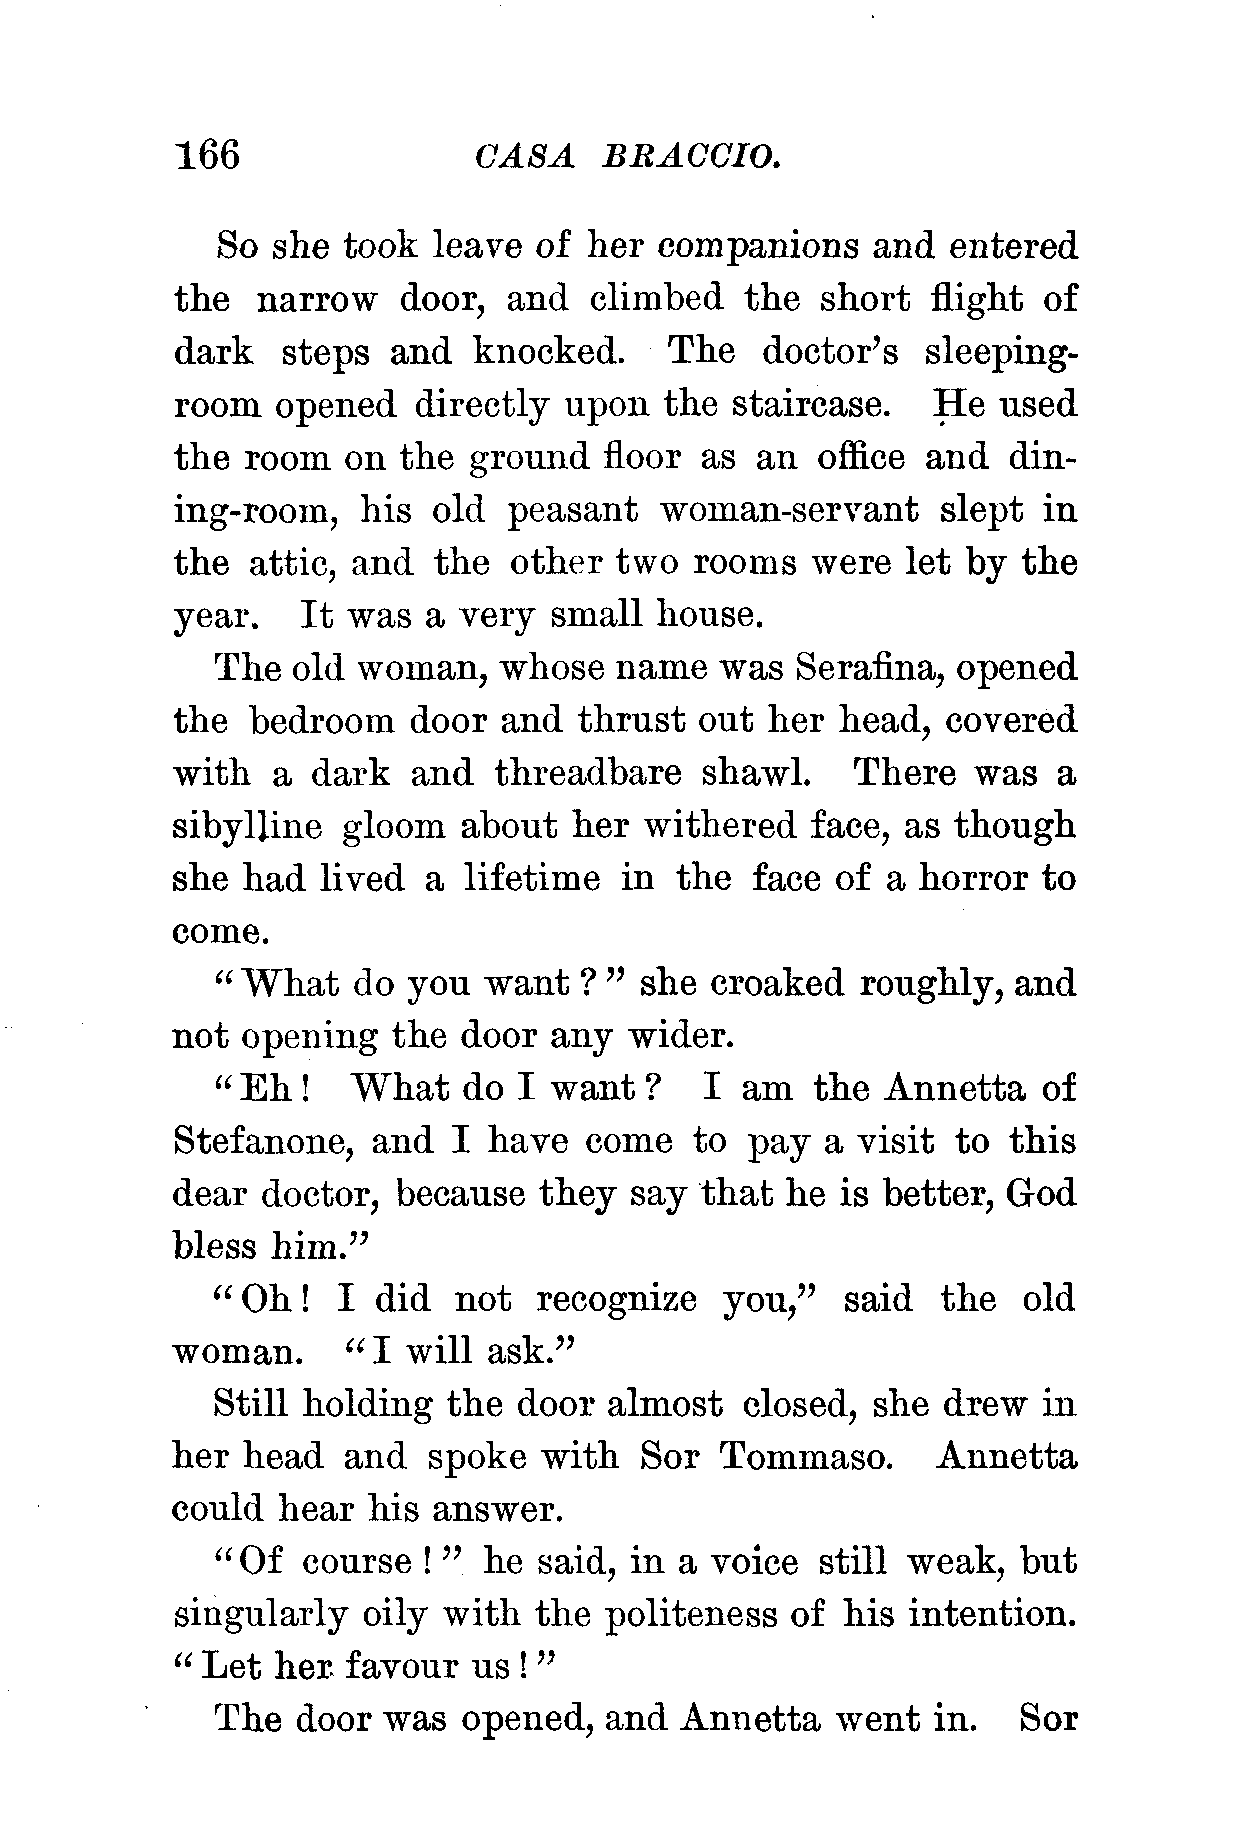 166 CASA BRACCIO.
So she took leave of her companions and entered
the narrow door, and climbed the short flight of
dark steps and knocked. The doctor's sleeping-
room opened directly upon the staircase. He used
the room on the ground floor as an office and din-
ing-room, his old peasant woman-servant slept in
the attic, and the other two rooms were let by the
year. It was a very small house.
The old woman, whose name was Serafina, opened
the bedroom door and thrust out her head, covered
with a dark and threadbare shawl. There was a
sibylline gloom about her withered face, as though
she had lived a lifetime in the face of a horror to
come.
"What do you want?" she croaked roughly, and
not opening the door any wider.
"Eh! What do I want? I am the Annetta of
Stefanone, and I have come to pay a visit to this
dear doctor, because they say that he is better, God
bless him."
"Oh! I did not recognize you," said the old
woman. "I will ask."
Still holding the door almost closed, she drew in
her head and spoke with Sor Tommaso. Annetta
could hear his answer.
"Of course!" he said, in a voice still weak, but
singularly oily with the politeness of his intention.
"Let her favour us!"
The door was opened, and Annetta went in. Sor